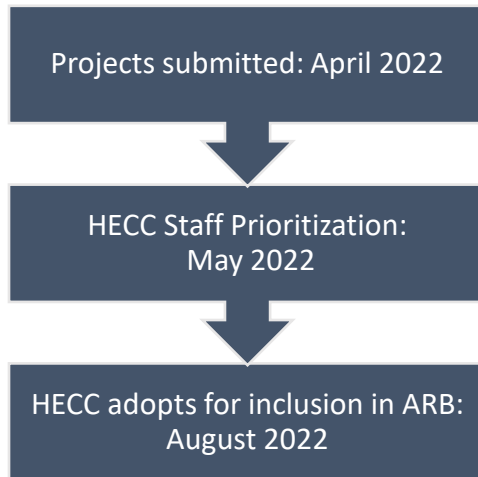 Projects submitted: April 2022
HECC Staff Prioritization:
May 2022
HECC adopts for inclusion in ARB:
August 2022